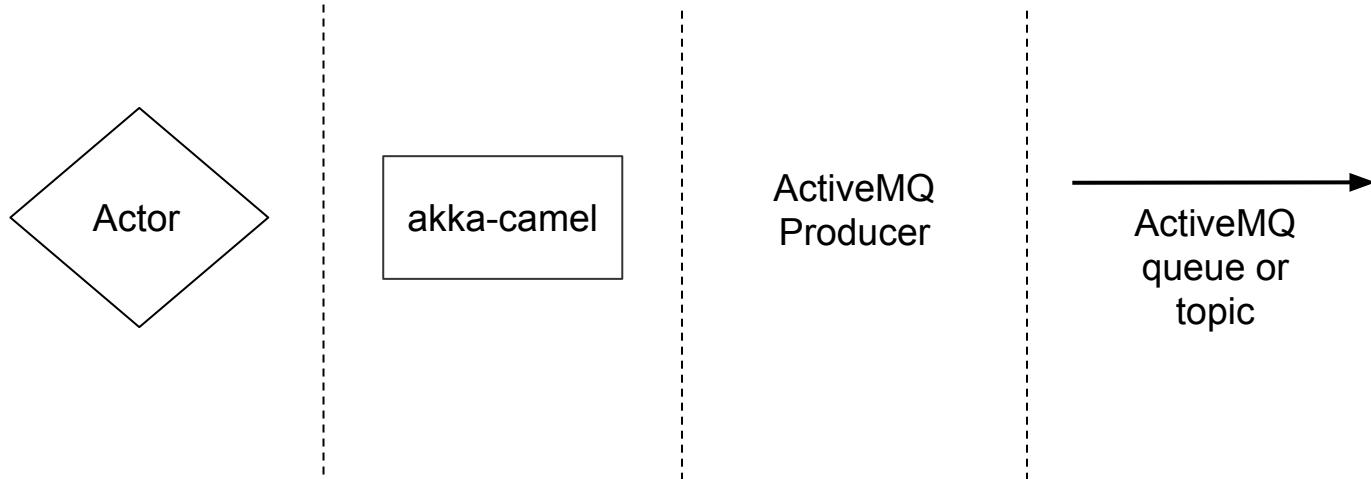 Actor
akka-camel
ActiveMQ
Producer
ActiveMQ
queue or
topic